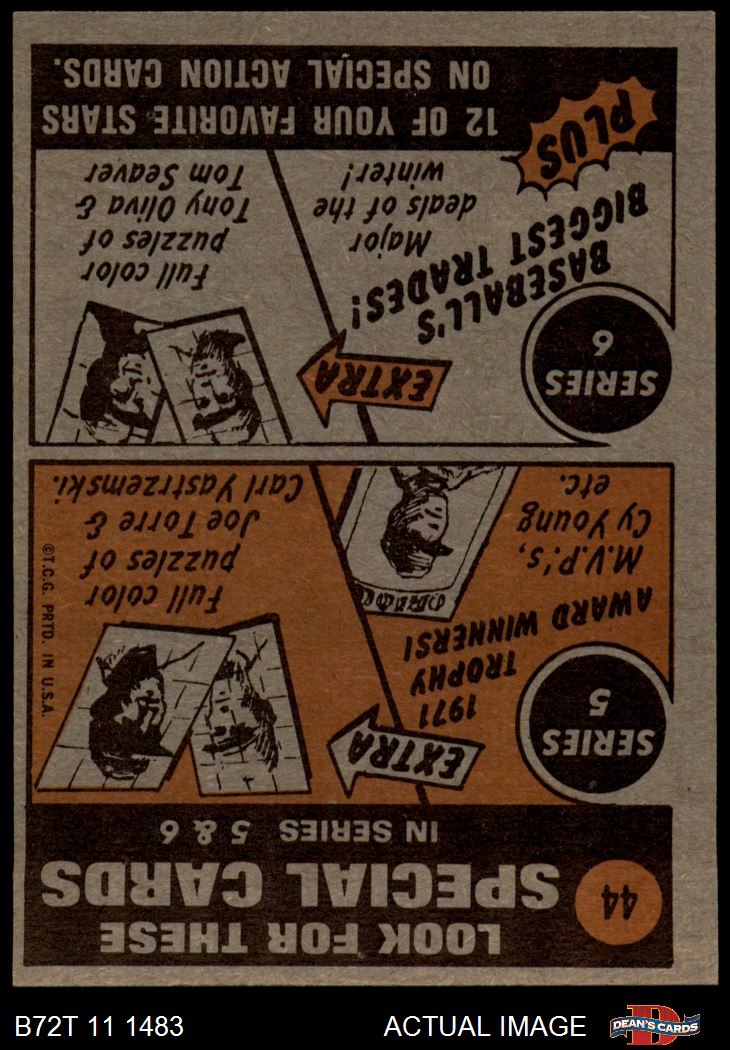 LOOK FOR THESE
SPECIAL CARDS
IN SERIES 5 & 6
44
SERIES
5
1971
TROPHY
AWARD WINNERS!
M.V.P.'s,
Cy Young
etc.
EXTRA
Full color
puzzles of
Joe Torre &
Carl Yastrzemski.
©T.C.G. PRTD. IN U.S.A.
SERIES
6
BASEBALL'S
BIGGEST TRADES!
Major
deals of the
winter!
EXTRA
Full color
puzzles of
Tony Oliva &
Tom Seaver
PLUS
12 OF YOUR FAVORITE STARS
ON SPECIAL ACTION CARDS.
B72T 11 1483
ACTUAL IMAGE
D
DEAN'S CARDS